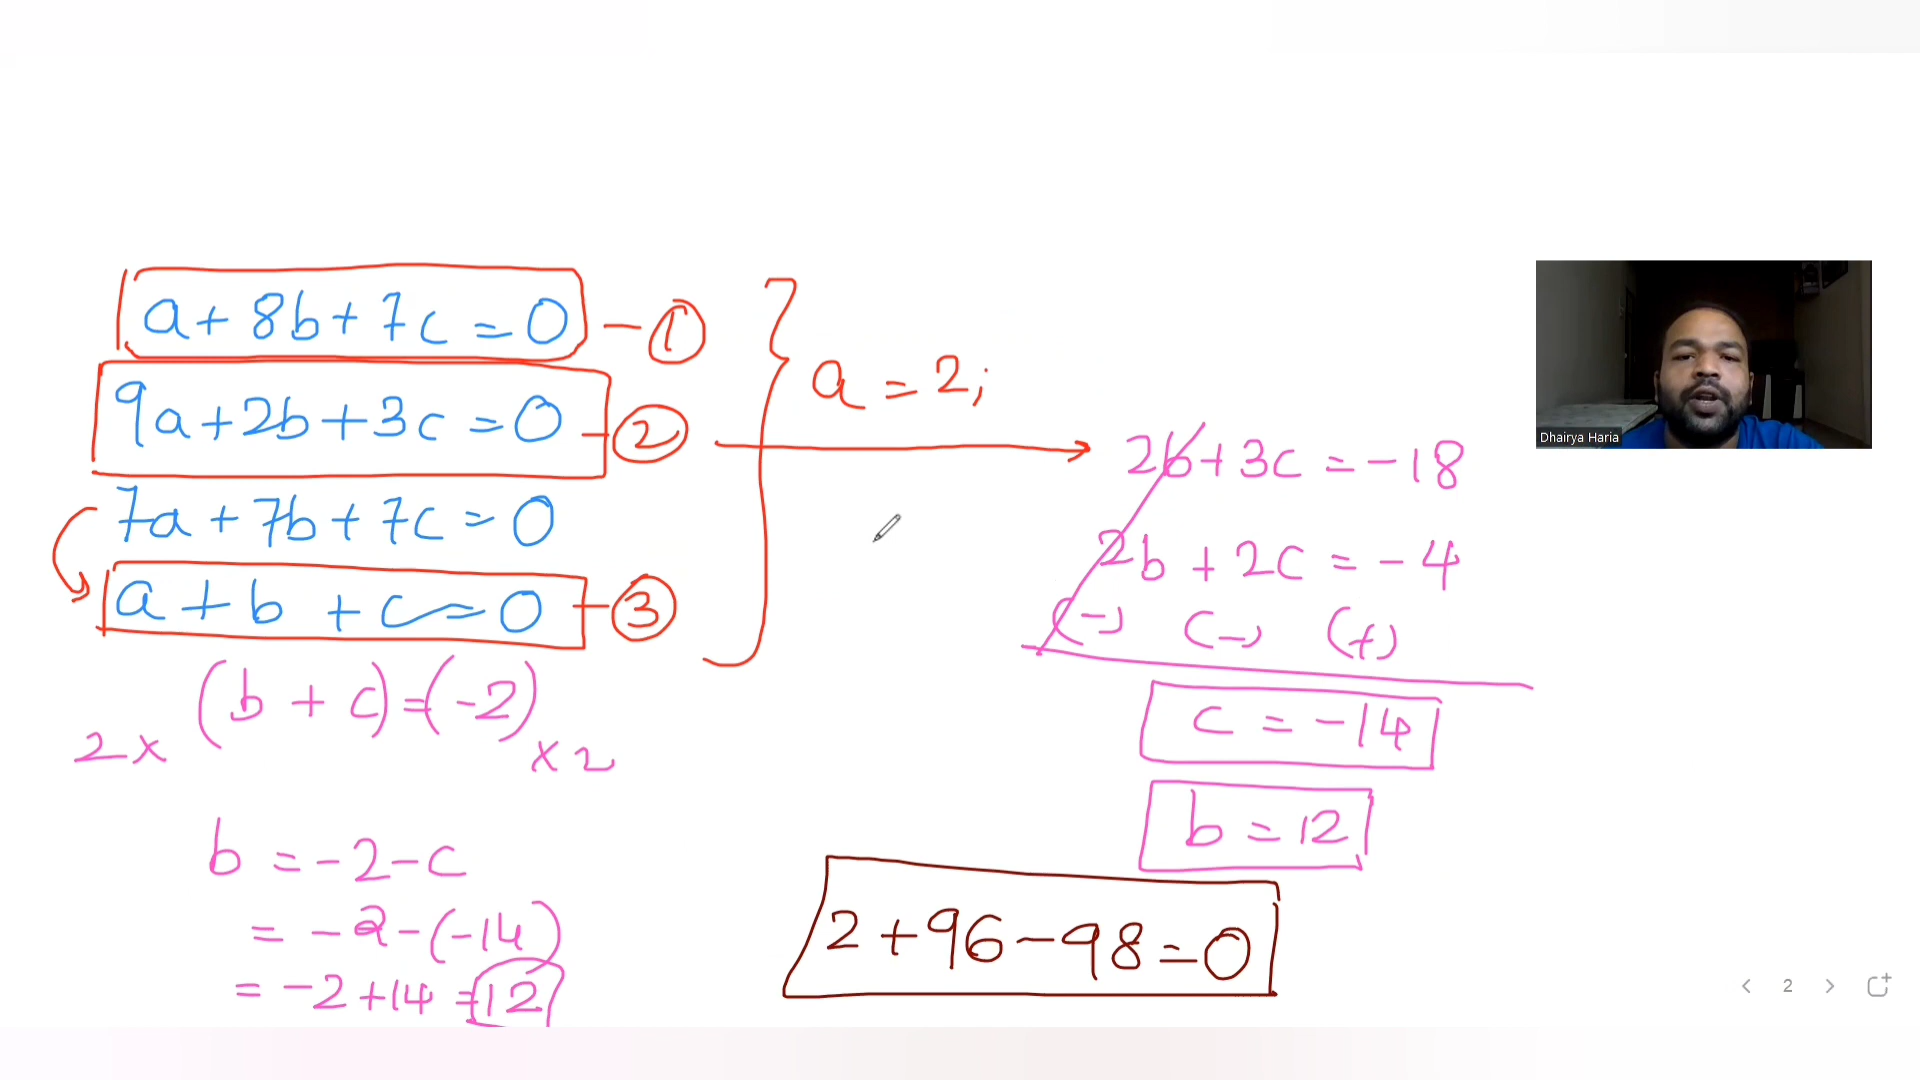 a + 8b + 7c = 0 - ①
9a + 2b + 3c = 0 - ②
7a + 7b + 7c = 0
a + b + c = 0 - ③
(b + c) = (-2)
2 x
x 2
b = -2 - c
= -2 - (-14)
= -2 + 14 = 12
a = 2;
2b + 3c = -18
2b + 2c = -4
(-) (-) (+)
c = -14
b = 12
2 + 96 - 98 = 0
Dhairya Haria
< 2 >